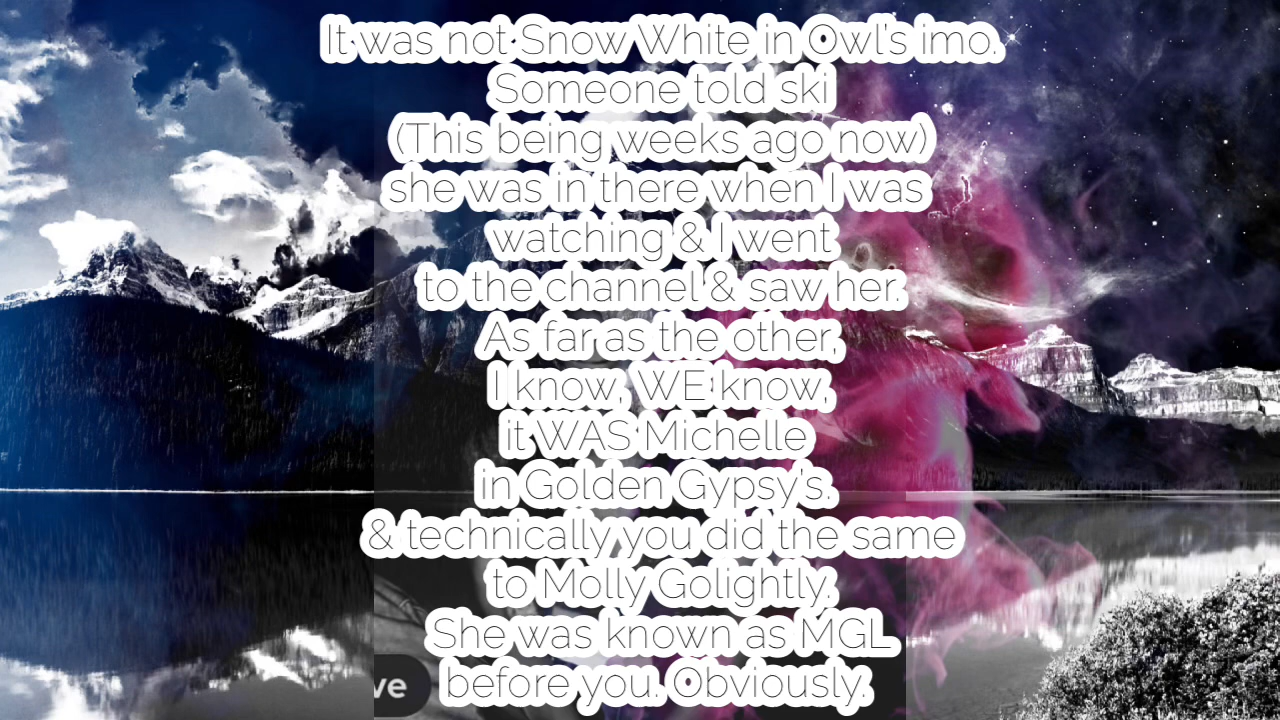 It was not Snow White in Owl's imo.
Someone told ski
(This being weeks ago now)
she was in there when I was
watching & I went
to the channel & saw her.
As far as the other,
I know, WE know,
it WAS Michelle
in Golden Gypsy's.
& technically you did the same
to Molly Golightly.
She was known as MGL
before you. Obviously.
ve